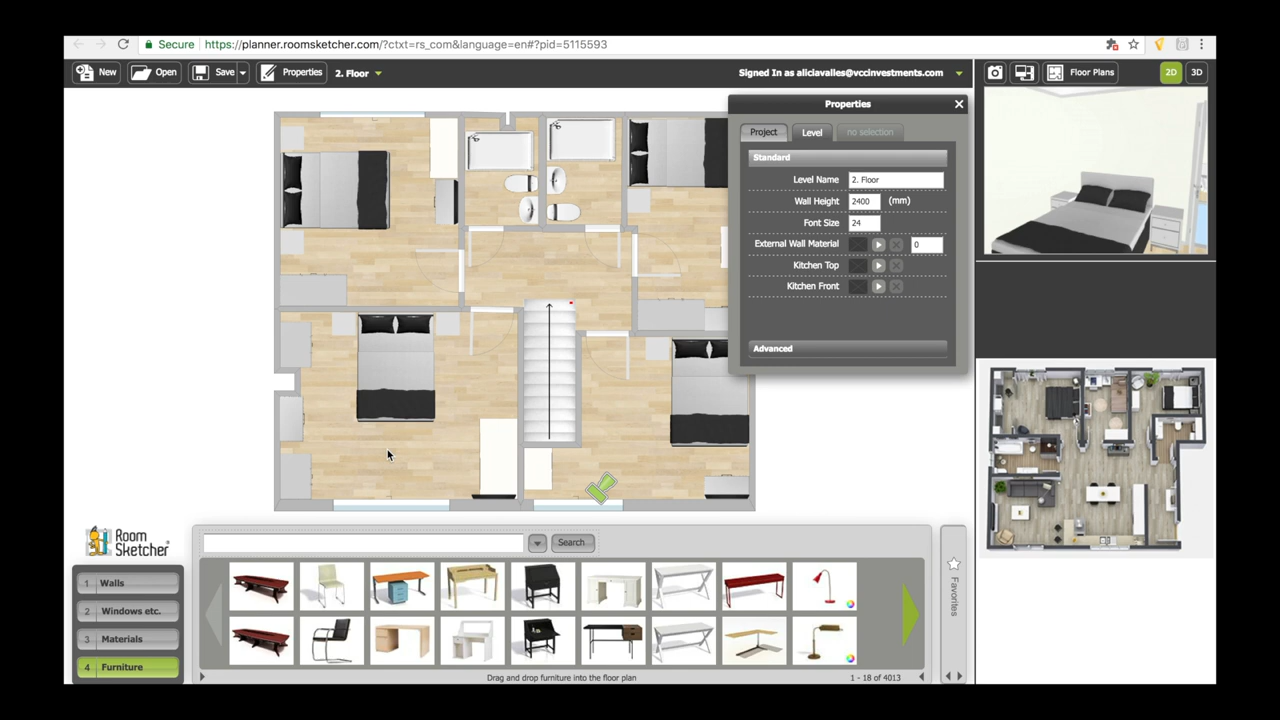 Secure
https://planner.roomsketcher.com/?ctxt=rs_com&language=en#?pid=5115593
New
Open
Save
Properties
2. Floor
Signed In as aliciavalles@vccinvestments.com
Floor Plans
2D
3D
Properties
Project
Level
no selection
Standard
Level Name
2. Floor
Wall Height
2400
(mm)
Font Size
24
External Wall Material
0
Kitchen Top
Kitchen Front
Advanced
Room
Sketcher
1 Walls
2 Windows etc.
3 Materials
4 Furniture
Search
Favorites
Drag and drop furniture into the floor plan
1 - 18 of 4013